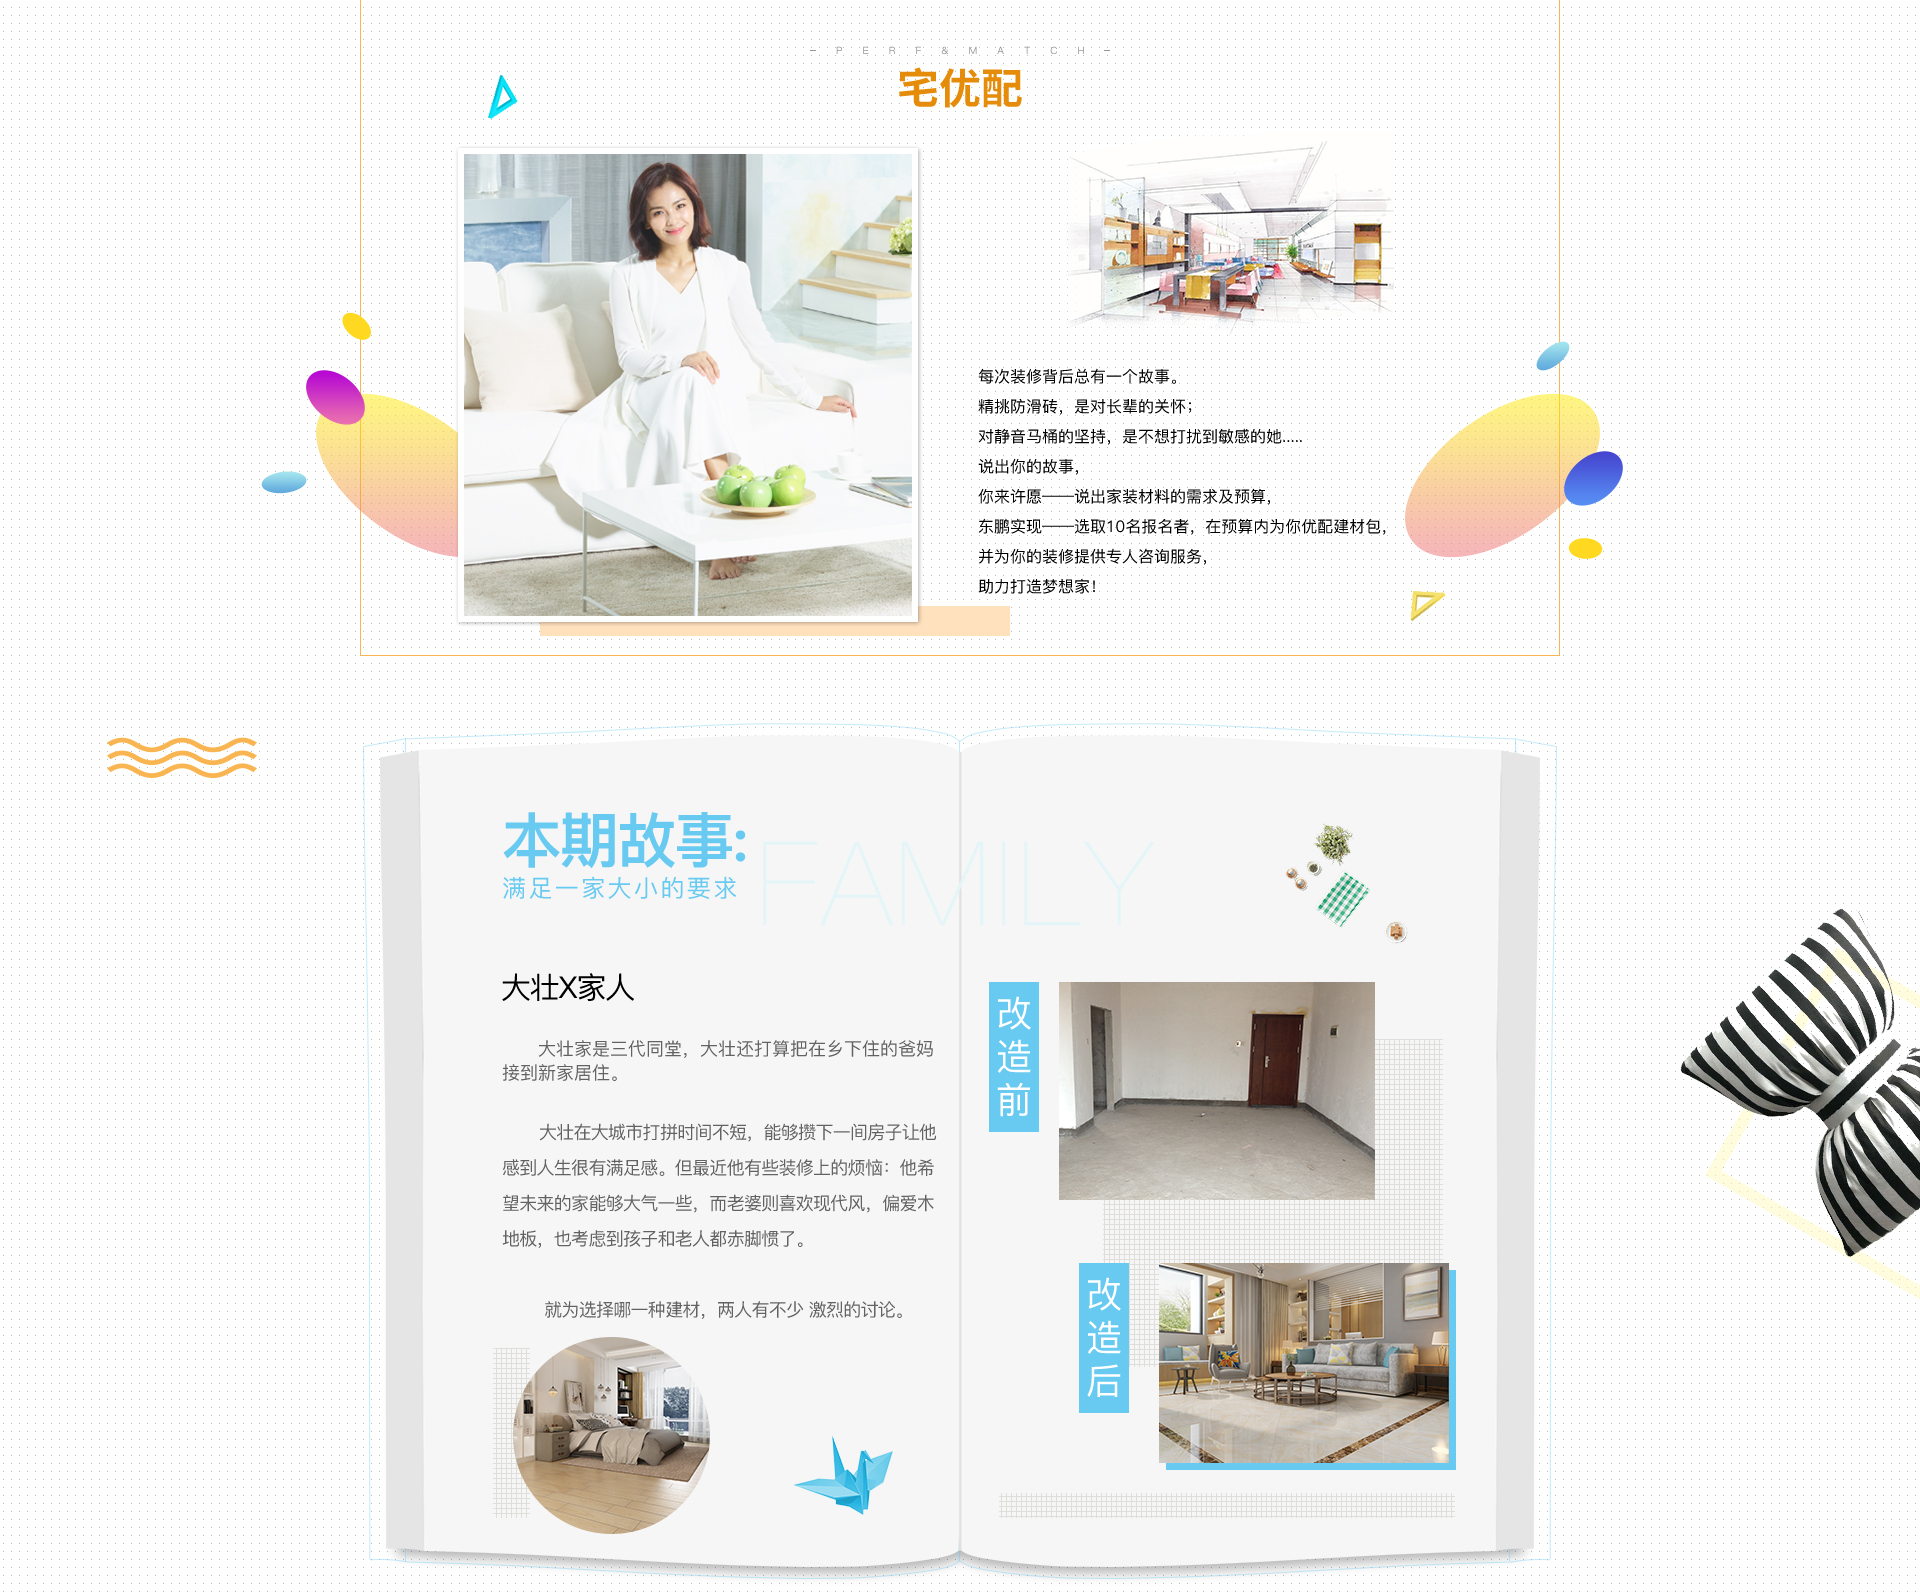 - PERF&MATCH -
宅优配
每次装修背后总有一个故事。
精挑防滑砖，是对长辈的关怀；
对静音马桶的坚持，是不想打扰到敏感的她.....
说出你的故事，
你来许愿——说出家装材料的需求及预算，
东鹏实现——选取10名报名者，在预算内为你优配建材包，
并为你的装修提供专人咨询服务，
助力打造梦想家！
本期故事:
满足一家大小的要求
FAMILY
大壮X家人
大壮家是三代同堂，大壮还打算把在乡下住的爸妈
接到新家居住。
大壮在大城市打拼时间不短，能够攒下一间房子让他
感到人生很有满足感。但最近他有些装修上的烦恼：他希
望未来的家能够大气一些，而老婆则喜欢现代风，偏爱木
地板，也考虑到孩子和老人都赤脚惯了。
就为选择哪一种建材，两人有不少 激烈的讨论。
改造前
改造后